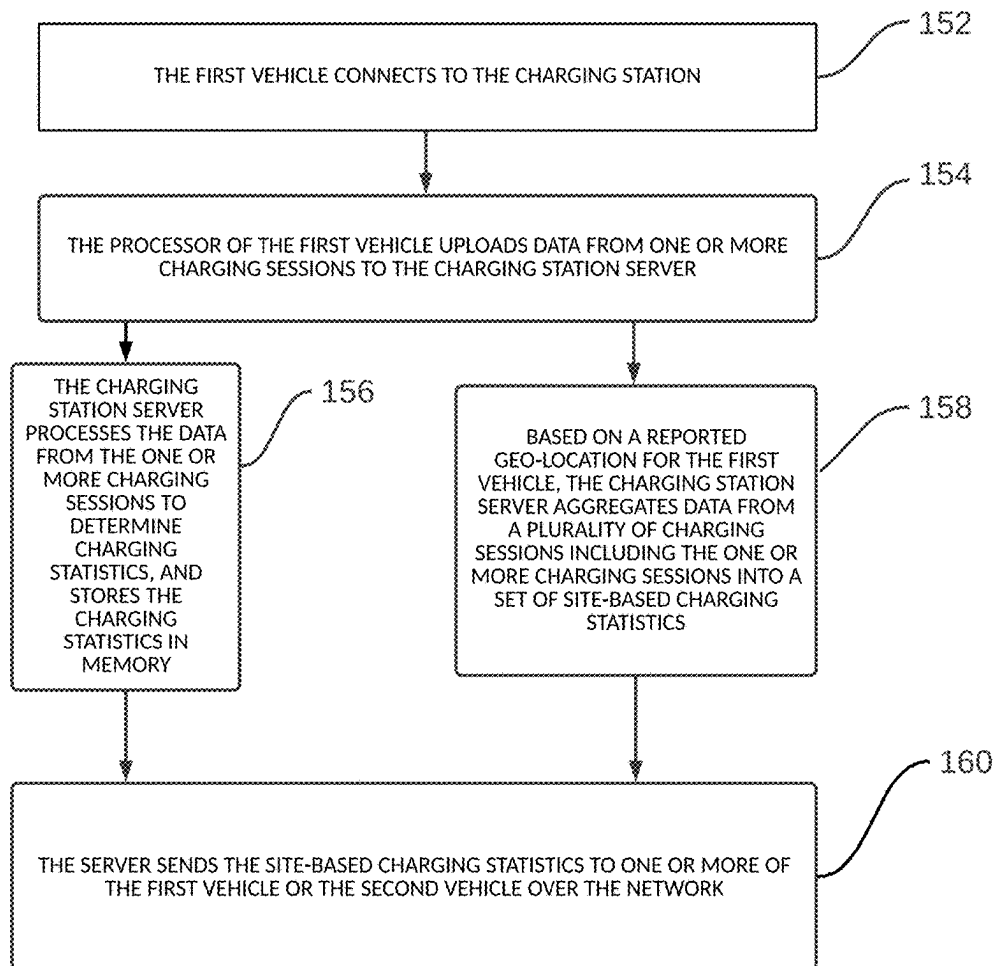 152
THE FIRST VEHICLE CONNECTS TO THE CHARGING STATION
154
THE PROCESSOR OF THE FIRST VEHICLE UPLOADS DATA FROM ONE OR MORE
CHARGING SESSIONS TO THE CHARGING STATION SERVER
156
THE CHARGING
STATION SERVER
PROCESSES THE DATA
FROM THE ONE OR
MORE CHARGING
SESSIONS TO
DETERMINE
CHARGING
STATISTICS, AND
STORES THE
CHARGING
STATISTICS IN
MEMORY
158
BASED ON A REPORTED
GEO-LOCATION FOR THE FIRST
VEHICLE, THE CHARGING STATION
SERVER AGGREGATES DATA FROM
A PLURALITY OF CHARGING
SESSIONS INCLUDING THE ONE OR
MORE CHARGING SESSIONS INTO A
SET OF SITE-BASED CHARGING
STATISTICS
160
THE SERVER SENDS THE SITE-BASED CHARGING STATISTICS TO ONE OR MORE OF
THE FIRST VEHICLE OR THE SECOND VEHICLE OVER THE NETWORK